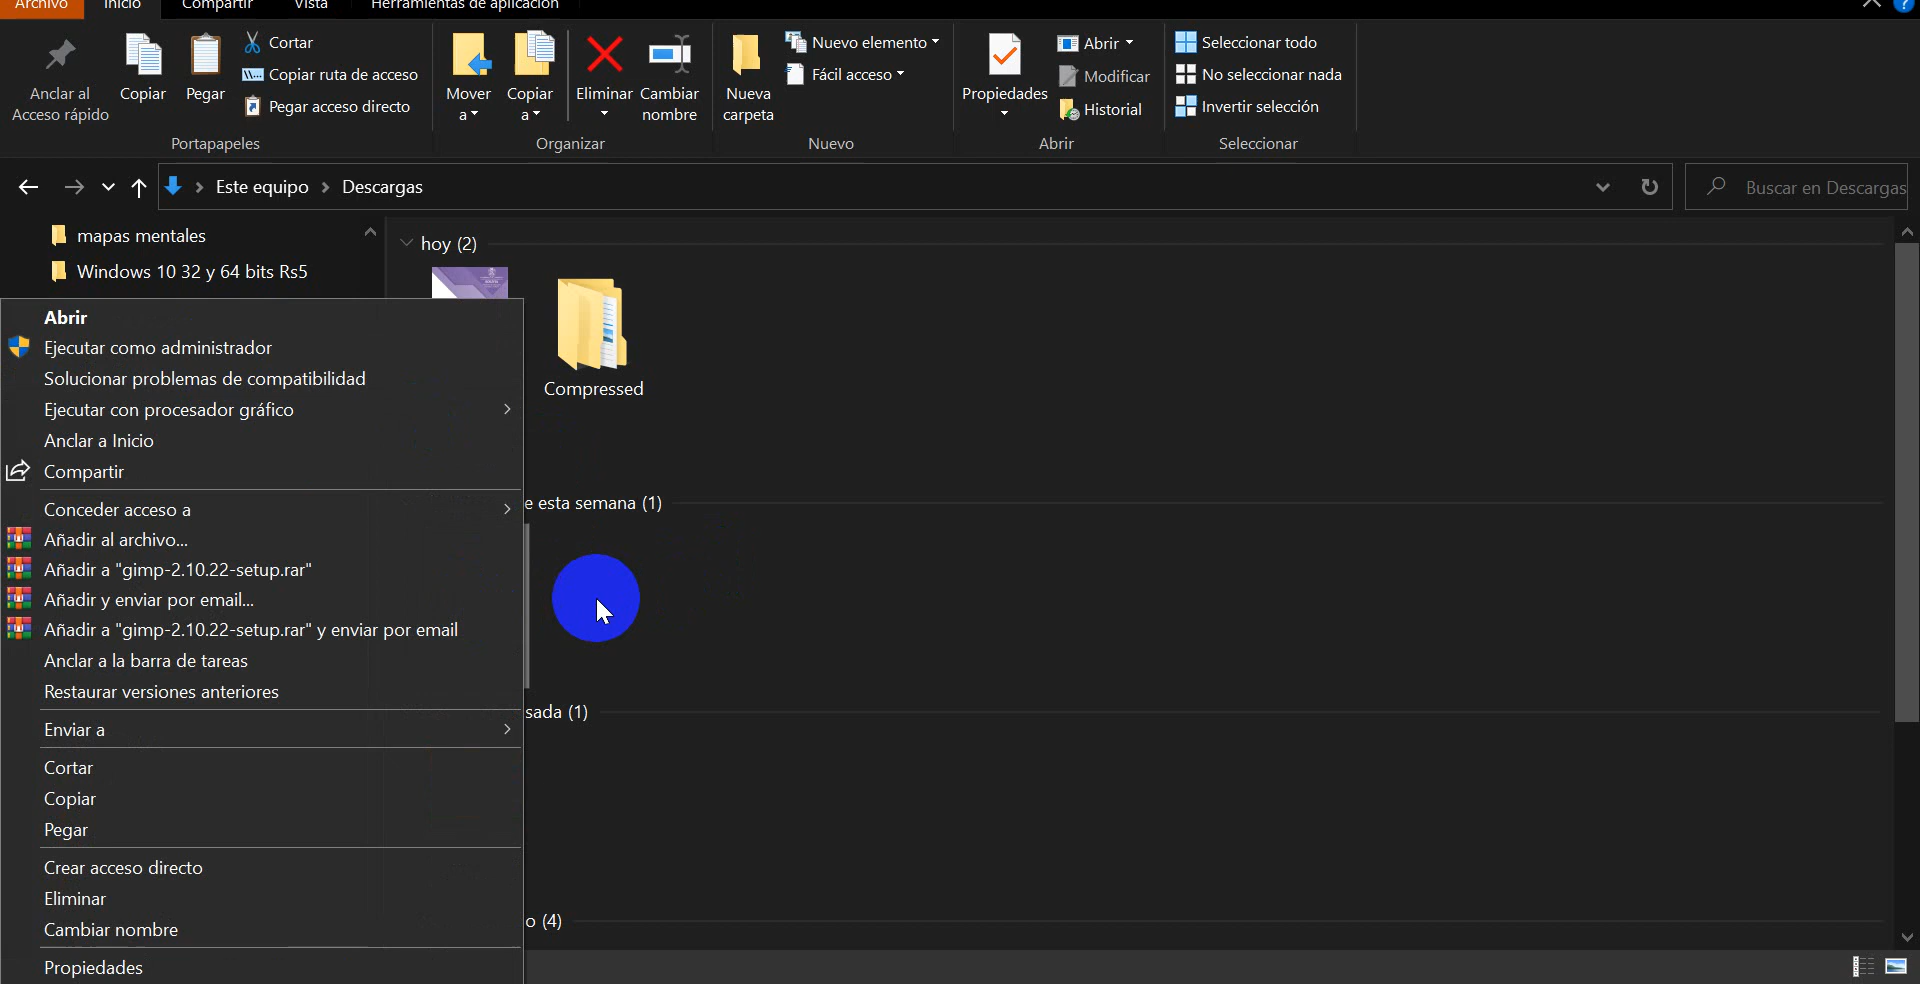 Archivo
Inicio
Compartir
Vista
Herramientas de aplicación
Anclar al
Acceso rápido
Copiar
Pegar
Cortar
Copiar ruta de acceso
Pegar acceso directo
Portapapeles
Mover
a
Copiar
a
Eliminar
Cambiar
nombre
Organizar
Nueva
carpeta
Nuevo elemento
Fácil acceso
Nuevo
Propiedades
Abrir
Modificar
Historial
Abrir
Seleccionar todo
No seleccionar nada
Invertir selección
Seleccionar
Este equipo
Descargas
Buscar en Descargas
mapas mentales
Windows 10 32 y 64 bits Rs5
hoy (2)
Compressed
e esta semana (1)
sada (1)
o (4)
Abrir
Ejecutar como administrador
Solucionar problemas de compatibilidad
Ejecutar con procesador gráfico
Anclar a Inicio
Compartir
Conceder acceso a
Añadir al archivo...
Añadir a "gimp-2.10.22-setup.rar"
Añadir y enviar por email...
Añadir a "gimp-2.10.22-setup.rar" y enviar por email
Anclar a la barra de tareas
Restaurar versiones anteriores
Enviar a
Cortar
Copiar
Pegar
Crear acceso directo
Eliminar
Cambiar nombre
Propiedades